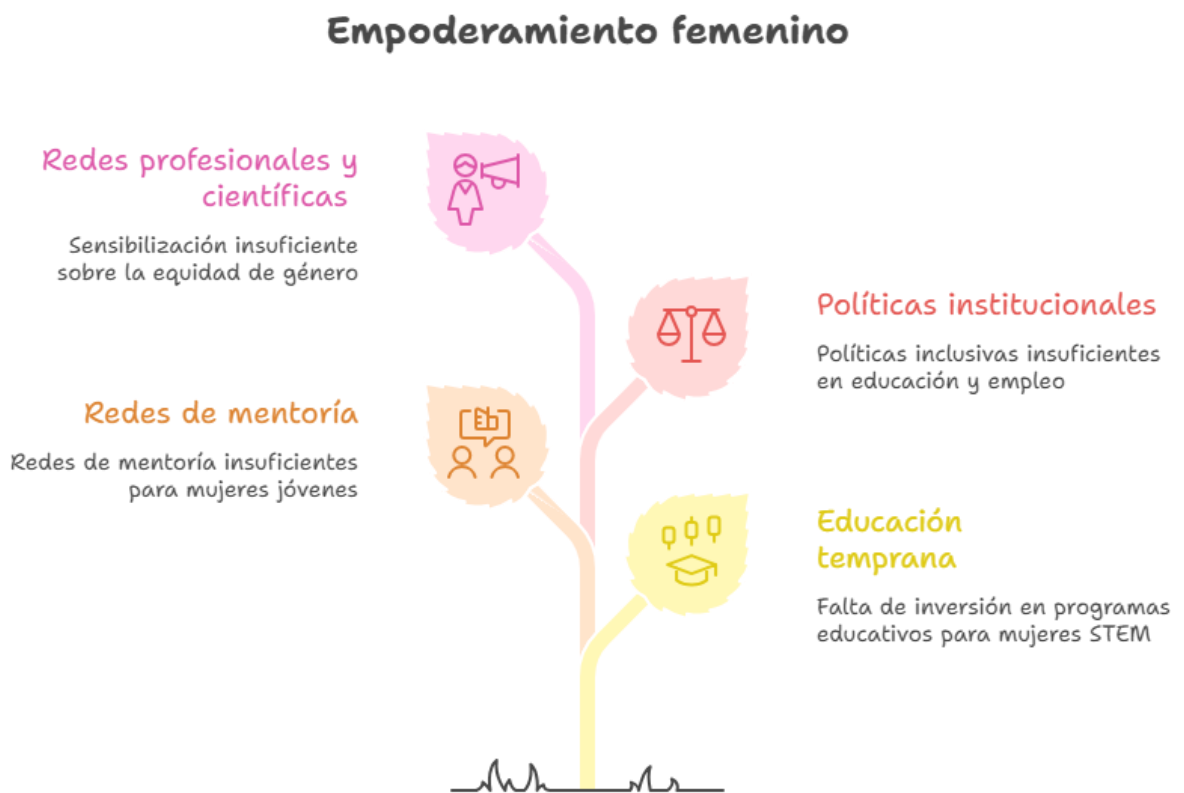 Empoderamiento femenino
Redes profesionales y
científicas
Sensibilización insuficiente
sobre la equidad de género
Políticas institucionales
Políticas inclusivas insuficientes
en educación y empleo
Redes de mentoría
Redes de mentoría insuficientes
para mujeres jóvenes
Educación
temprana
Falta de inversión en programas
educativos para mujeres STEM